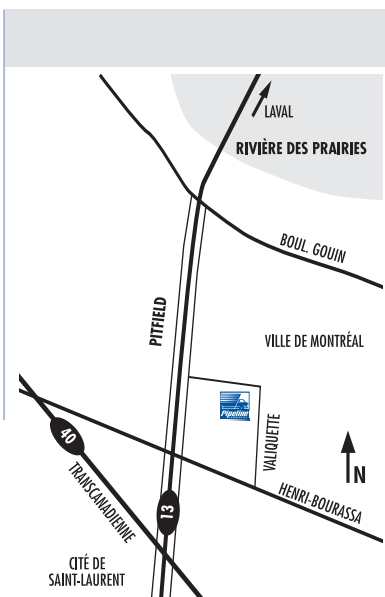 LAVAL
RIVIÈRE DES PRAIRIES
BOUL. GOUIN
PITFIELD
VILLE DE MONTRÉAL
Pipeline
VALIQUETTE
40
TRANSCANADIENNE
N
HENRI-BOURASSA
13
CITÉ DE
SAINT-LAURENT